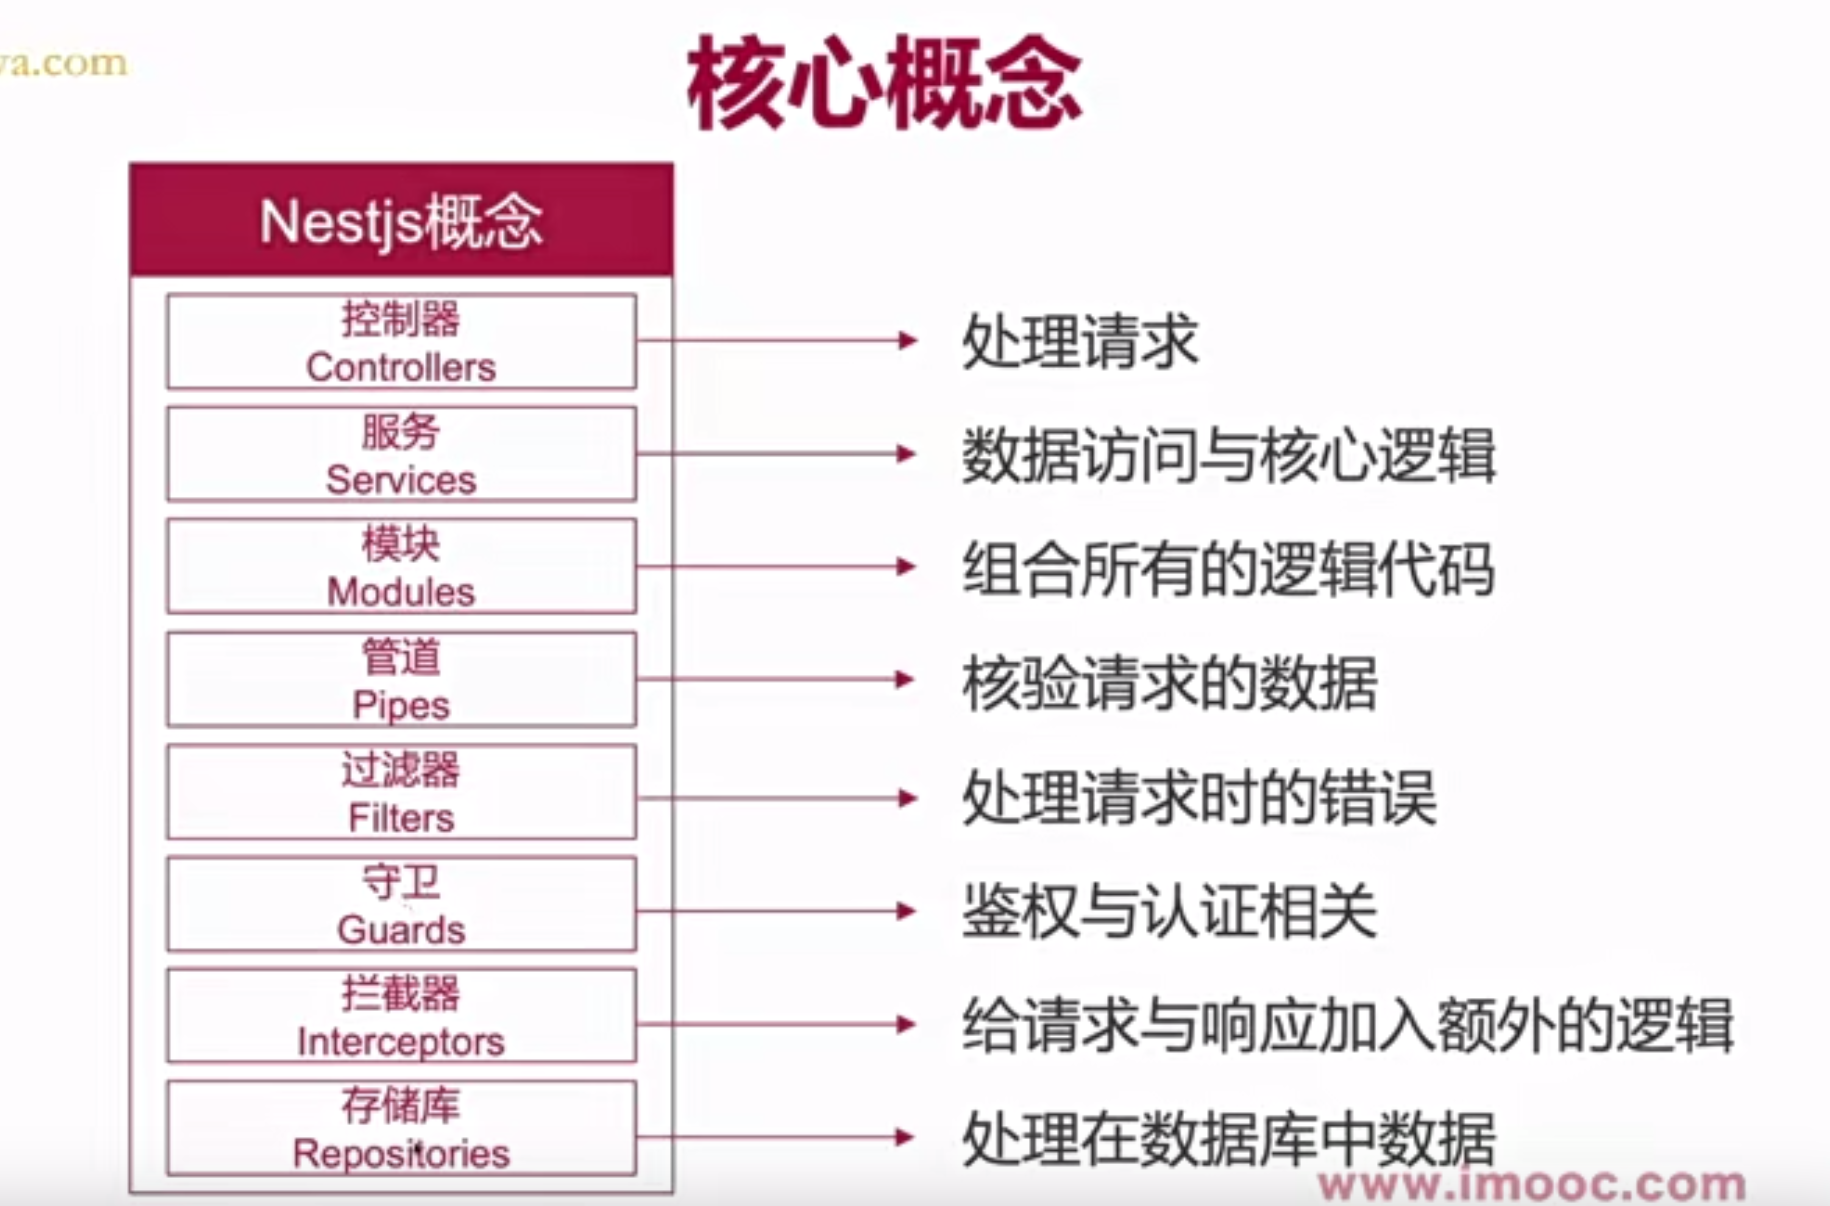 va.com
核心概念
Nestjs概念
控制器
Controllers
处理请求
服务
Services
数据访问与核心逻辑
模块
Modules
组合所有的逻辑代码
管道
Pipes
核验请求的数据
过滤器
Filters
处理请求时的错误
守卫
Guards
鉴权与认证相关
拦截器
Interceptors
给请求与响应加入额外的逻辑
存储库
Repositories
处理在数据库中数据
www.imooc.com